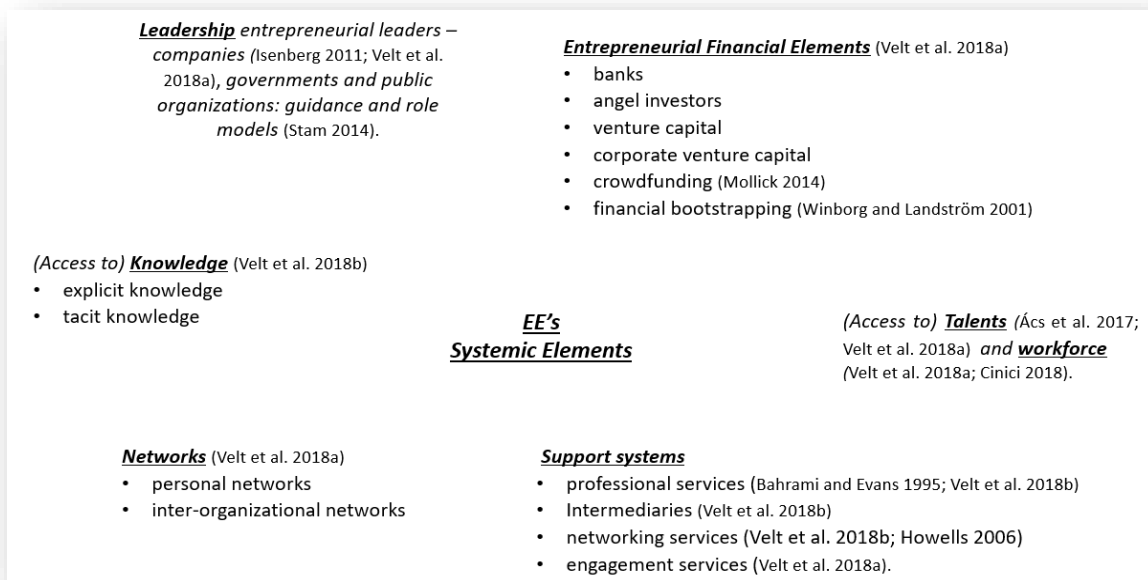 Leadership entrepreneurial leaders –
companies (Isenberg 2011; Velt et al.
2018a), governments and public
organizations: guidance and role
models (Stam 2014).
Entrepreneurial Financial Elements (Velt et al. 2018a)
• banks
• angel investors
• venture capital
• corporate venture capital
• crowdfunding (Mollick 2014)
• financial bootstrapping (Winborg and Landström 2001)
(Access to) Knowledge (Velt et al. 2018b)
• explicit knowledge
• tacit knowledge
EE's
Systemic Elements
(Access to) Talents (Ács et al. 2017;
Velt et al. 2018a) and workforce
(Velt et al. 2018a; Cinici 2018).
Networks (Velt et al. 2018a)
• personal networks
• inter-organizational networks
Support systems
• professional services (Bahrami and Evans 1995; Velt et al. 2018b)
• Intermediaries (Velt et al. 2018b)
• networking services (Velt et al. 2018b; Howells 2006)
• engagement services (Velt et al. 2018a).